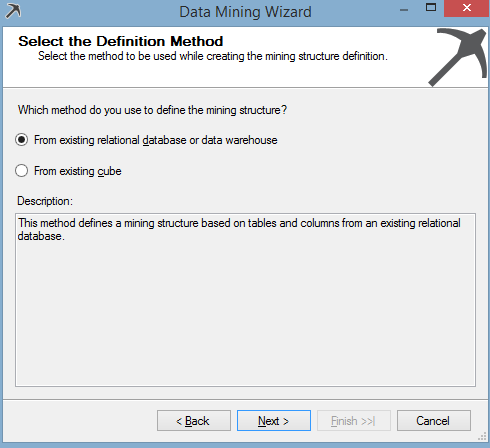 Data Mining Wizard
Select the Definition Method
Select the method to be used while creating the mining structure definition.
Which method do you use to define the mining structure?
From existing relational database or data warehouse
From existing cube
Description:
This method defines a mining structure based on tables and columns from an existing relational
database.
< Back
Next >
Finish >>|
Cancel